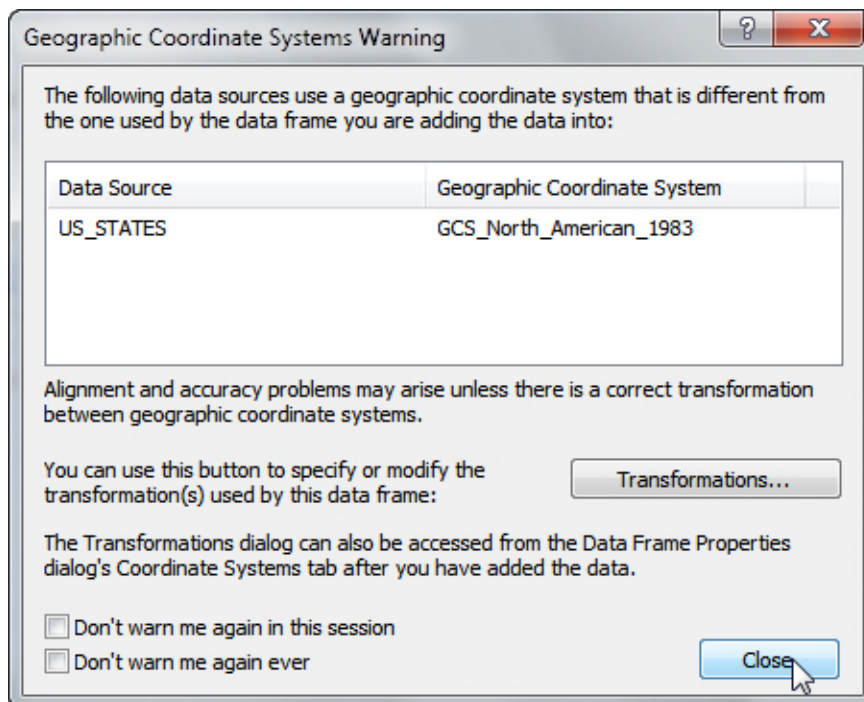 Geographic Coordinate Systems Warning
The following data sources use a geographic coordinate system that is different from
the one used by the data frame you are adding the data into:
Data Source Geographic Coordinate System
US_STATES GCS_North_American_1983
Alignment and accuracy problems may arise unless there is a correct transformation
between geographic coordinate systems.
You can use this button to specify or modify the
transformation(s) used by this data frame:
Transformations...
The Transformations dialog can also be accessed from the Data Frame Properties
dialog's Coordinate Systems tab after you have added the data.
Don't warn me again in this session
Don't warn me again ever
Close